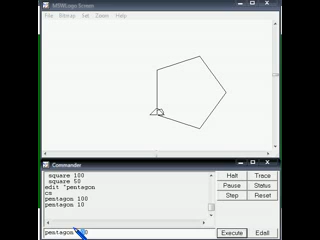 MSWLogo Screen
File Bitmap Set Zoom Help
Commander
square 100
square 50
edit "pentagon
cs
pentagon 100
pentagon 10
Halt Trace
Pause Status
Step Reset
pentagon
Execute Edall